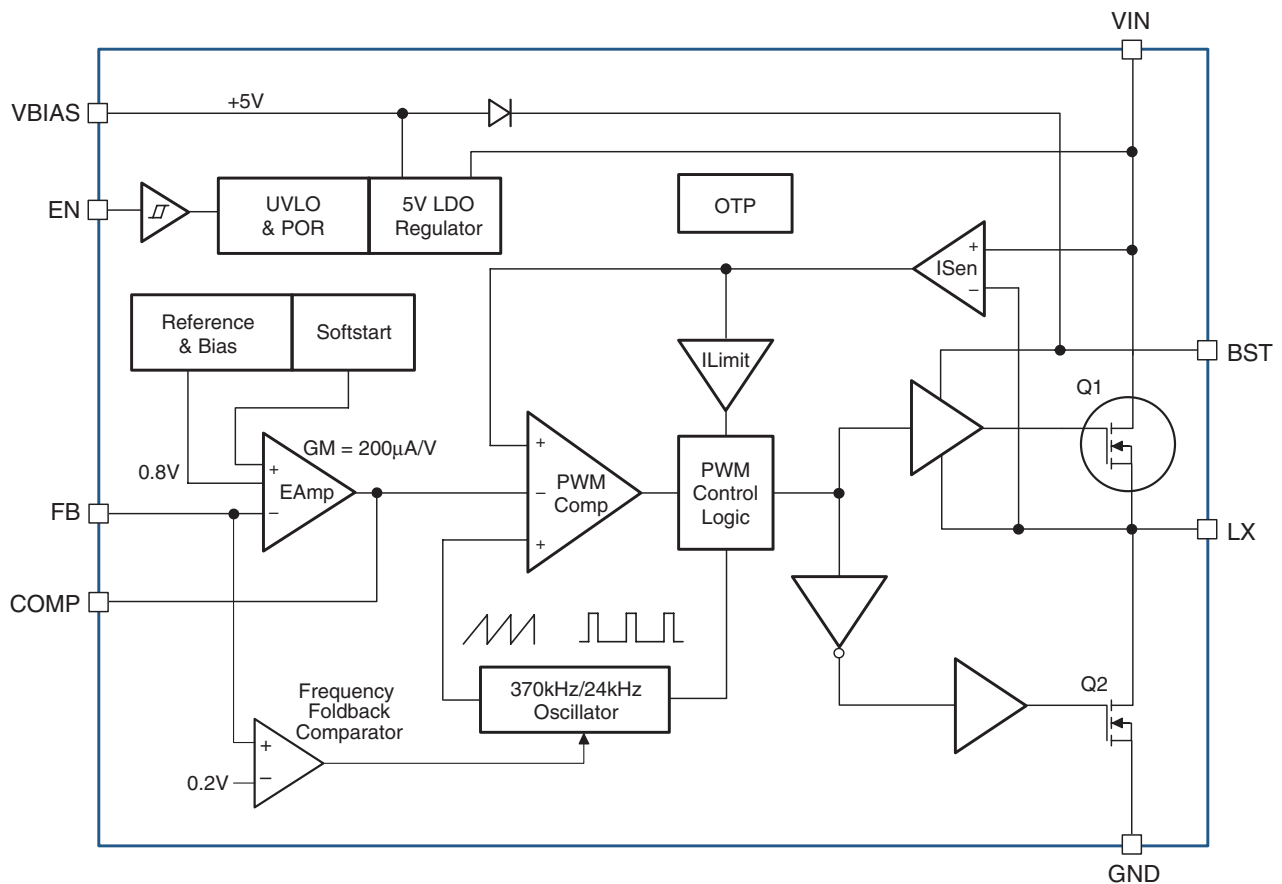 VIN
VBIAS
+5V
EN
UVLO
& POR
5V LDO
Regulator
OTP
+
ISen
−
Reference
& Bias
Softstart
ILimit
BST
Q1
GM = 200μA/V
0.8V
+
EAmp
−
FB
+
PWM
Comp
−
+
PWM
Control
Logic
LX
COMP
370kHz/24kHz
Oscillator
Frequency
Foldback
Comparator
+
0.2V
−
Q2
GND